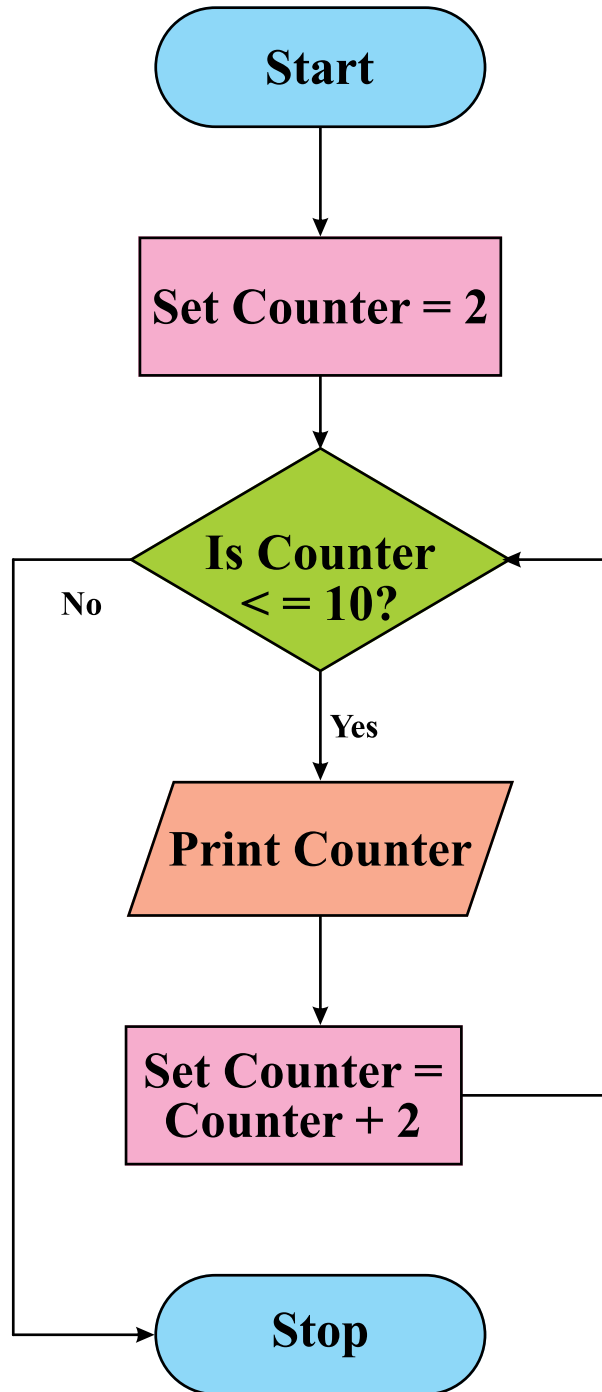 Start
Set Counter = 2
Is Counter
< = 10?
No
Yes
Print Counter
Set Counter =
Counter + 2
Stop